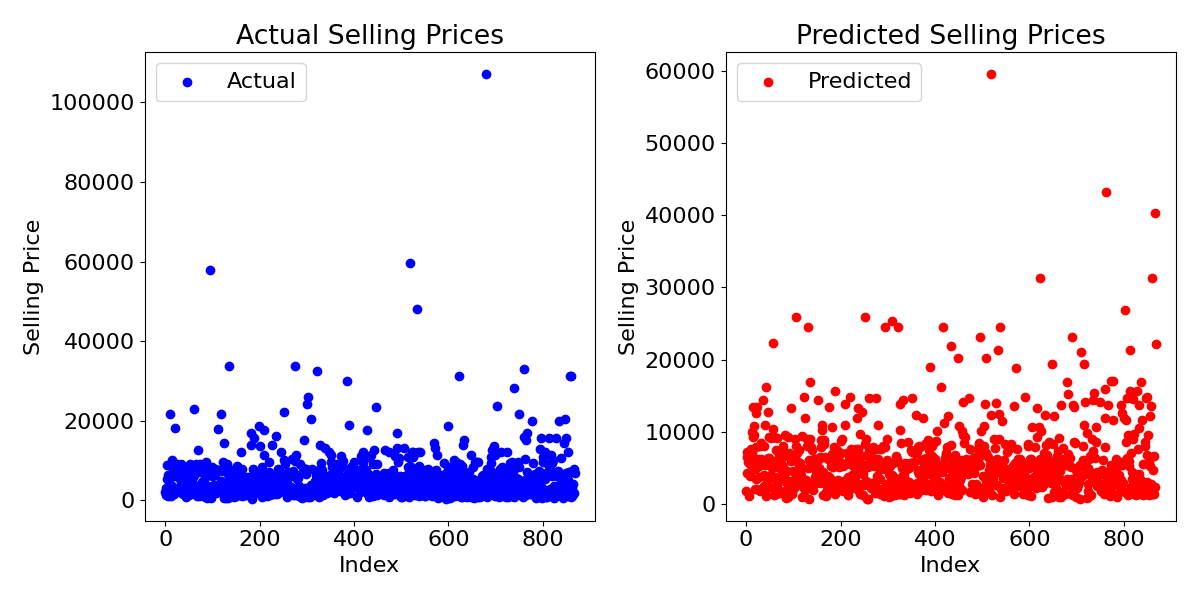 Actual Selling Prices
Predicted Selling Prices
Actual
Predicted
Selling Price
100000
80000
60000
40000
20000
0
0 200 400 600 800
Index
Selling Price
60000
50000
40000
30000
20000
10000
0
0 200 400 600 800
Index